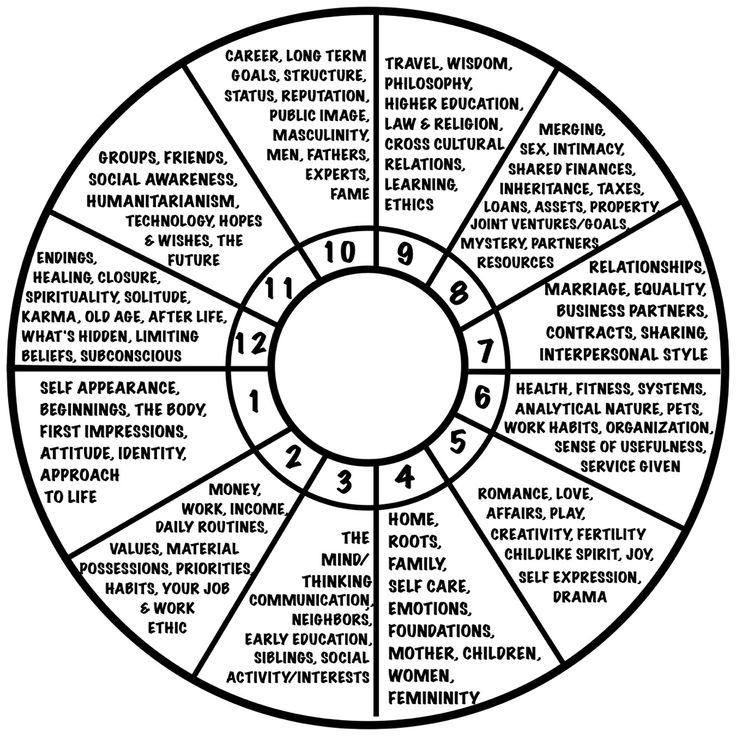 CAREER, LONG TERM
GOALS, STRUCTURE,
STATUS, REPUTATION,
PUBLIC IMAGE,
MASCULINITY,
MEN, FATHERS,
EXPERTS,
FAME
10
TRAVEL, WISDOM,
PHILOSOPHY,
HIGHER EDUCATION,
LAW & RELIGION,
CROSS CULTURAL
RELATIONS,
LEARNING,
ETHICS
9
MERGING,
SEX, INTIMACY,
SHARED FINANCES,
INHERITANCE, TAXES,
LOANS, ASSETS, PROPERTY
JOINT VENTURES/GOALS,
MYSTERY, PARTNERS
RESOURCES
8
RELATIONSHIPS,
MARRIAGE, EQUALITY,
BUSINESS PARTNERS,
CONTRACTS, SHARING,
INTERPERSONAL STYLE
7
HEALTH, FITNESS, SYSTEMS,
ANALYTICAL NATURE, PETS,
WORK HABITS, ORGANIZATION,
SENSE OF USEFULNESS,
SERVICE GIVEN
6
ROMANCE, LOVE,
AFFAIRS, PLAY,
CREATIVITY, FERTILITY
CHILDLIKE SPIRIT, JOY,
SELF EXPRESSION,
DRAMA
5
HOME,
ROOTS,
FAMILY,
SELF CARE,
EMOTIONS,
FOUNDATIONS,
MOTHER, CHILDREN,
WOMEN,
FEMININITY
4
THE
MIND/
THINKING
COMMUNICATION,
NEIGHBORS,
EARLY EDUCATION,
SIBLINGS, SOCIAL
ACTIVITY/INTERESTS
3
MONEY,
WORK, INCOME,
DAILY ROUTINES,
VALUES, MATERIAL
POSSESSIONS, PRIORITIES,
HABITS, YOUR JOB
& WORK
ETHIC
2
SELF APPEARANCE,
BEGINNINGS, THE BODY,
FIRST IMPRESSIONS,
ATTITUDE, IDENTITY,
APPROACH
TO LIFE
1
ENDINGS,
HEALING, CLOSURE,
SPIRITUALITY, SOLITUDE,
KARMA, OLD AGE, AFTER LIFE,
WHAT'S HIDDEN, LIMITING
BELIEFS, SUBCONSCIOUS
12
GROUPS, FRIENDS,
SOCIAL AWARENESS,
HUMANITARIANISM,
TECHNOLOGY, HOPES
& WISHES, THE
FUTURE
11